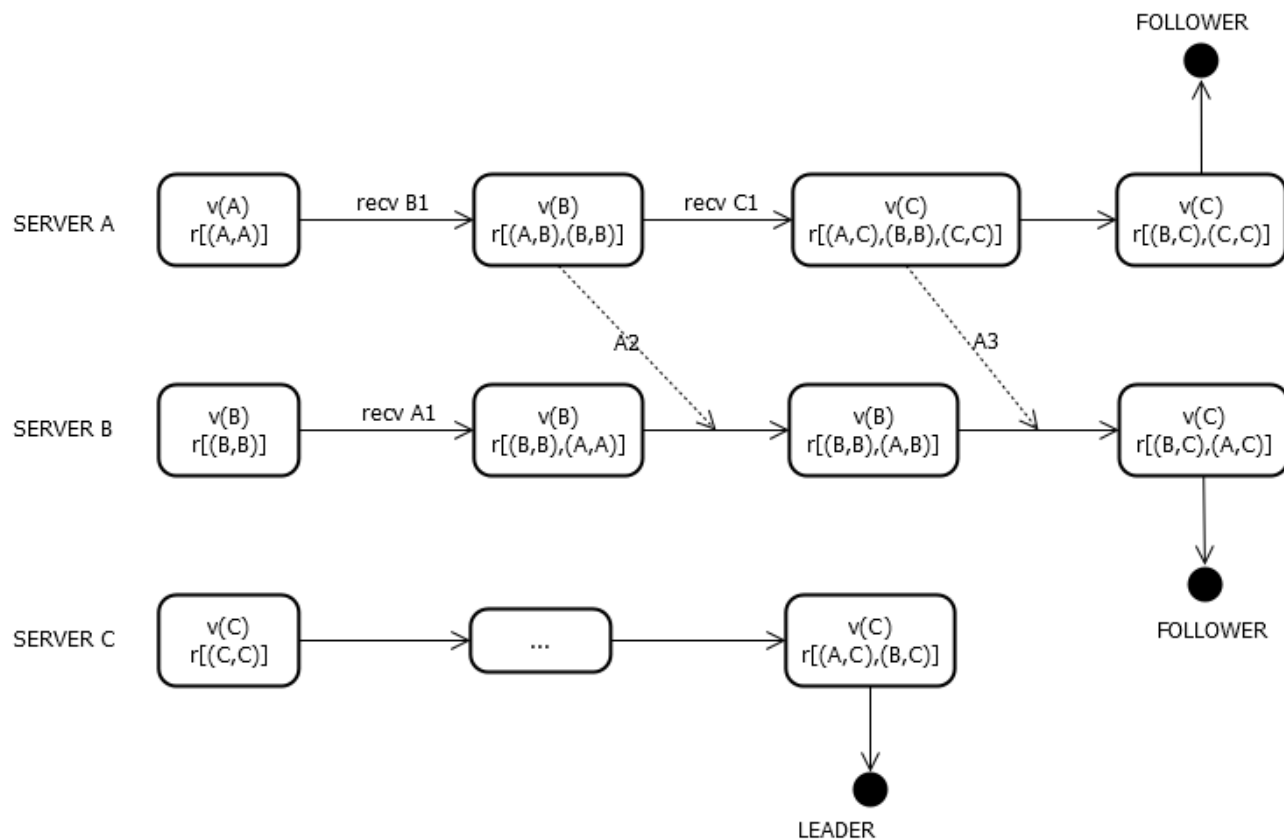 FOLLOWER
SERVER A
v(A)
r[(A,A)]
recv B1
v(B)
r[(A,B),(B,B)]
recv C1
v(C)
r[(A,C),(B,B),(C,C)]
v(C)
r[(B,C),(C,C)]
A2
A3
SERVER B
v(B)
r[(B,B)]
recv A1
v(B)
r[(B,B),(A,A)]
v(B)
r[(B,B),(A,B)]
v(C)
r[(B,C),(A,C)]
FOLLOWER
SERVER C
v(C)
r[(C,C)]
...
v(C)
r[(A,C),(B,C)]
LEADER